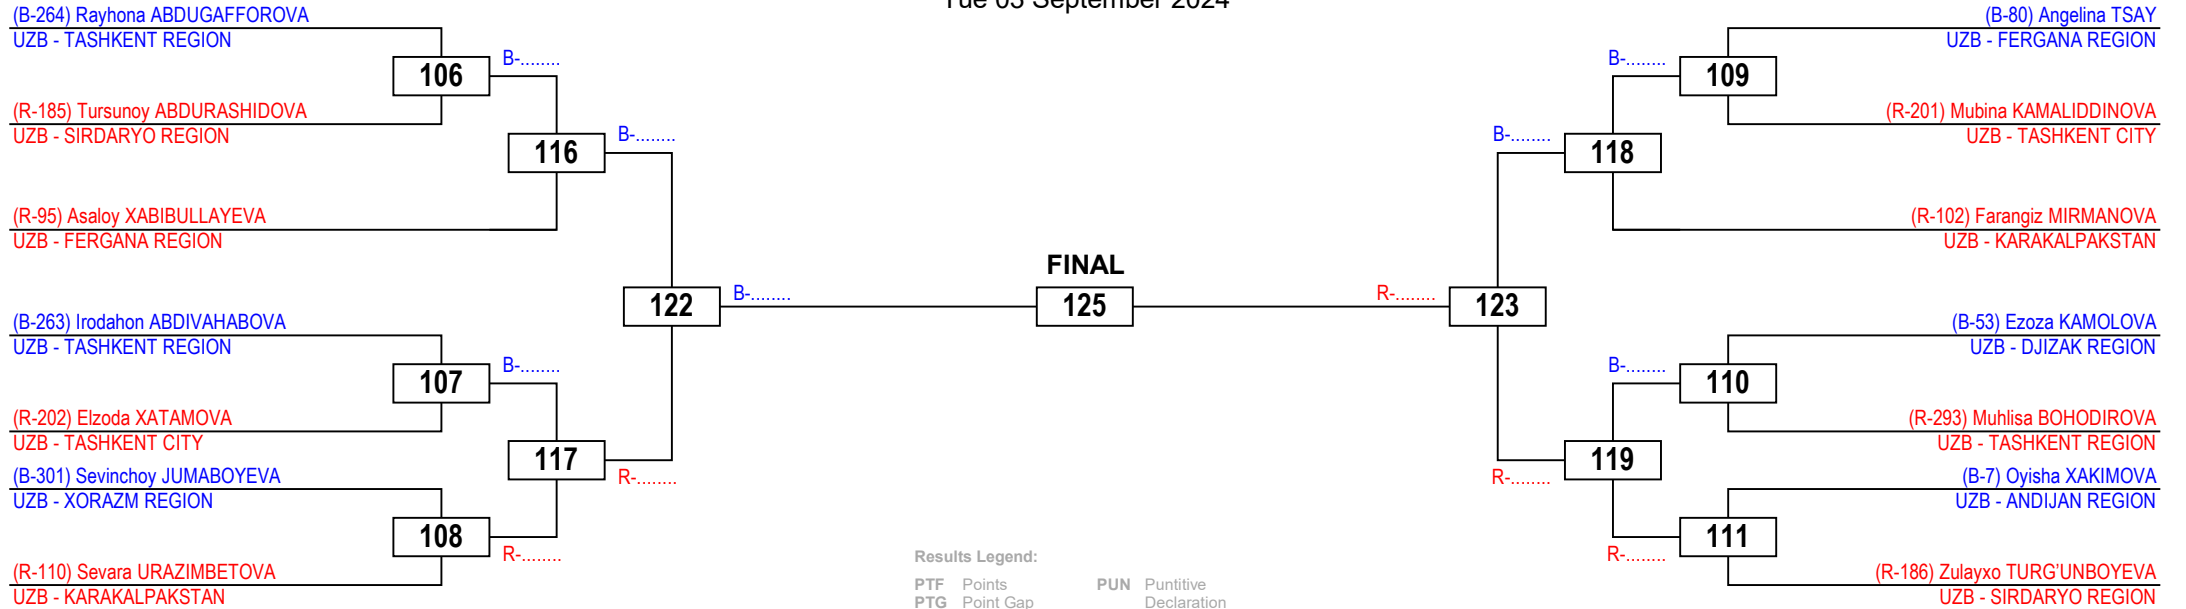 Tue 03 September 2024
(B-264) Rayhona ABDUGAFFOROVA
UZB - TASHKENT REGION
106
B-........
(R-185) Tursunoy ABDURASHIDOVA
UZB - SIRDARYO REGION
116
B-........
(R-95) Asaloy XABIBULLAYEVA
UZB - FERGANA REGION
122
B-........
(B-263) Irodahon ABDIVAHABOVA
UZB - TASHKENT REGION
107
B-........
(R-202) Elzoda XATAMOVA
UZB - TASHKENT CITY
117
R-........
(B-301) Sevinchoy JUMABOYEVA
UZB - XORAZM REGION
108
R-........
(R-110) Sevara URAZIMBETOVA
UZB - KARAKALPAKSTAN
FINAL
125
(B-80) Angelina TSAY
UZB - FERGANA REGION
B-........
109
(R-201) Mubina KAMALIDDINOVA
UZB - TASHKENT CITY
B-........
118
(R-102) Farangiz MIRMANOVA
UZB - KARAKALPAKSTAN
R-........
123
(B-53) Ezoza KAMOLOVA
UZB - DJIZAK REGION
B-........
110
(R-293) Muhlisa BOHODIROVA
UZB - TASHKENT REGION
R-........
119
(B-7) Oyisha XAKIMOVA
UZB - ANDIJAN REGION
R-........
111
(R-186) Zulayxo TURG'UNBOYEVA
UZB - SIRDARYO REGION
Results Legend:
PTF Points PUN Puntitive
PTG Point Gap Declaration